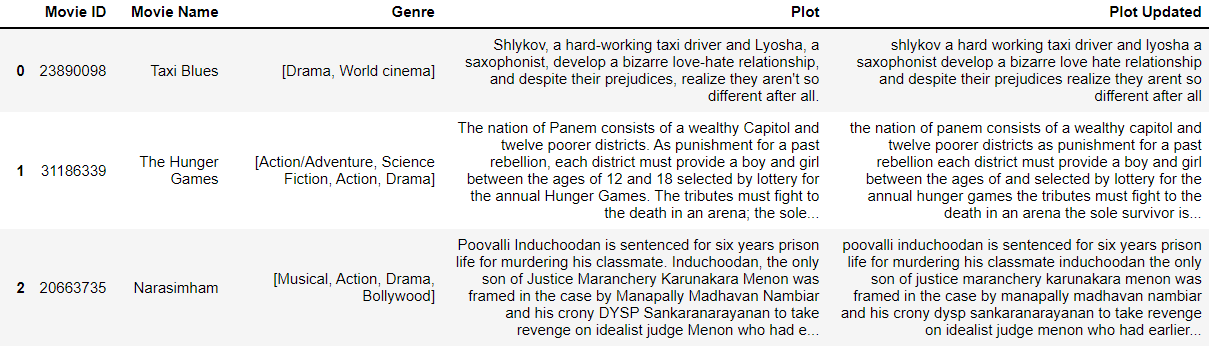 Movie ID Movie Name Genre Plot Plot Updated
0 23890098 Taxi Blues [Drama, World cinema]
Shlykov, a hard-working taxi driver and Lyosha, a
saxophonist, develop a bizarre love-hate relationship,
and despite their prejudices, realize they aren't so
different after all.
shlykov a hard working taxi driver and lyosha a
saxophonist develop a bizarre love hate relationship
and despite their prejudices realize they arent so
different after all
1 31186339 The Hunger
Games
[Action/Adventure, Science
Fiction, Action, Drama]
The nation of Panem consists of a wealthy Capitol and
twelve poorer districts. As punishment for a past
rebellion, each district must provide a boy and girl
between the ages of 12 and 18 selected by lottery for
the annual Hunger Games. The tributes must fight to
the death in an arena; the sole...
the nation of panem consists of a wealthy capitol and
twelve poorer districts as punishment for a past
rebellion each district must provide a boy and girl
between the ages of and selected by lottery for the
annual hunger games the tributes must fight to the
death in an arena the sole survivor is...
2 20663735 Narasimham [Musical, Action, Drama,
Bollywood]
Poovalli Induchoodan is sentenced for six years prison
life for murdering his classmate. Induchoodan, the only
son of Justice Maranchery Karunakara Menon was
framed in the case by Manapally Madhavan Nambiar
and his crony DYSP Sankaranarayanan to take
revenge on idealist judge Menon who had e...
poovalli induchoodan is sentenced for six years prison
life for murdering his classmate induchoodan the only
son of justice maranchery karunakara menon was
framed in the case by manapally madhavan nambiar
and his crony dysp sankaranarayanan to take revenge
on idealist judge menon who had earlier...